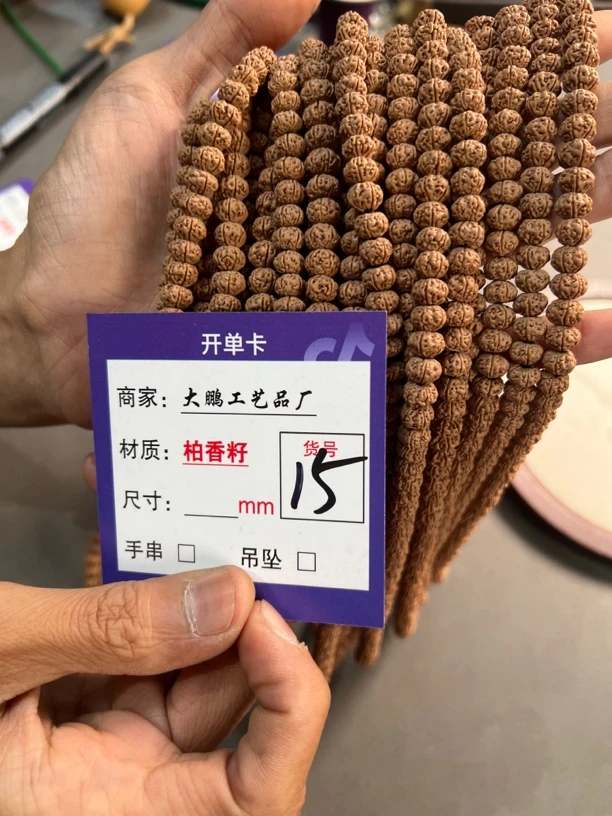 开单卡
商家：大鹏工艺品厂
材质：柏香籽
货号
15
尺寸：_____mm
手串 □ 吊坠 □